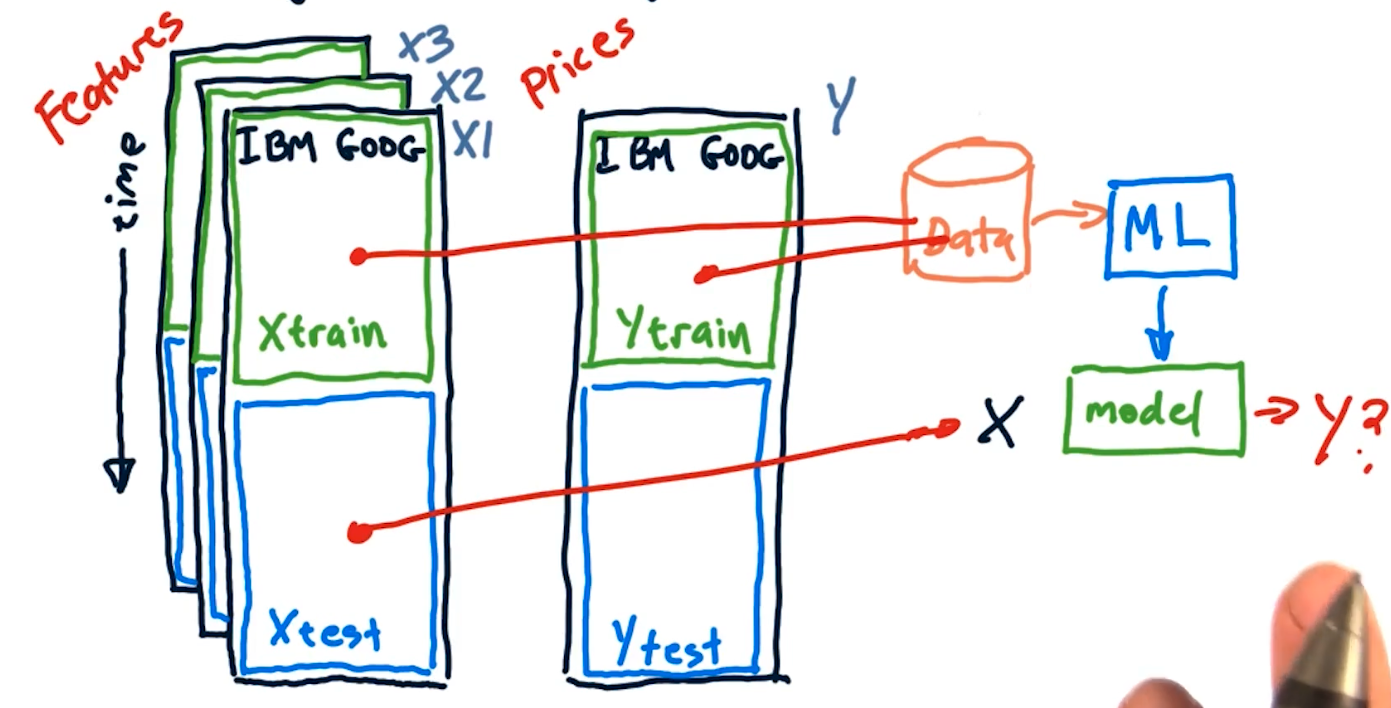 Features
time
X3
X2
X1
IBM GOOG
Xtrain
Xtest
Prices
Y
IBM GOOG
Ytrain
Ytest
Data
ML
X
model
Y?